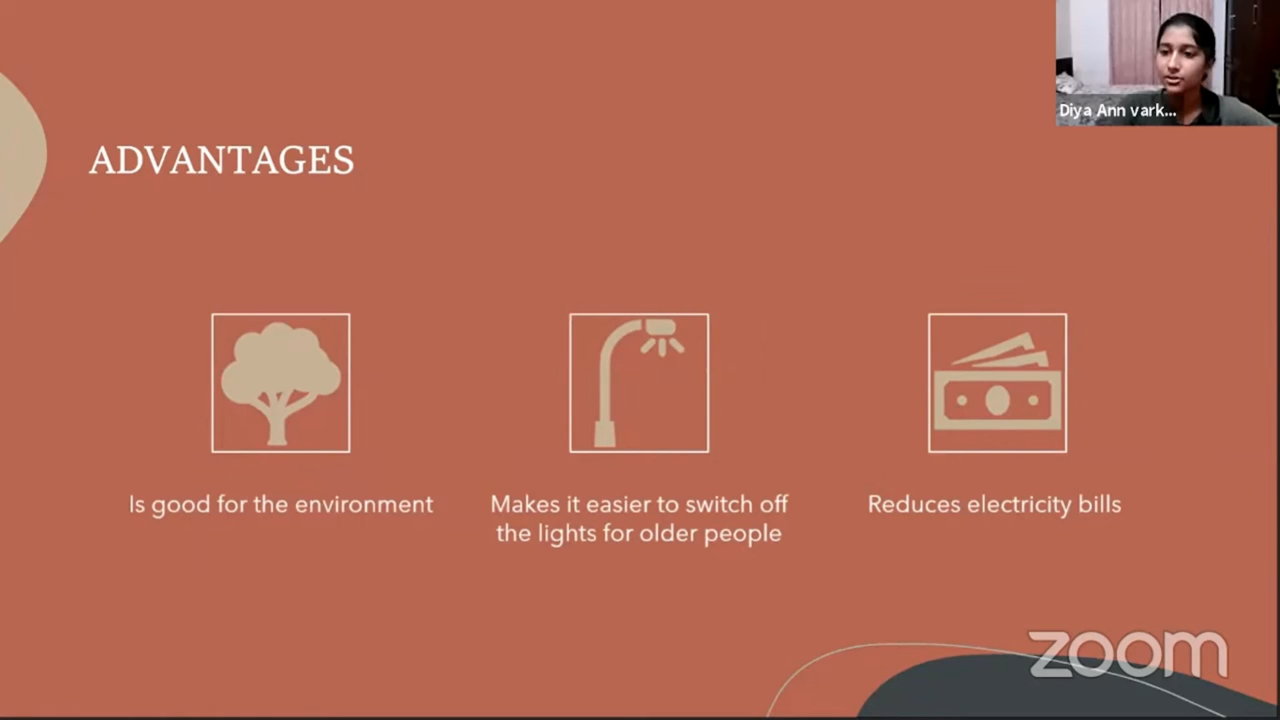 Diya Ann vark...
ADVANTAGES
Is good for the environment
Makes it easier to switch off
the lights for older people
Reduces electricity bills
zoom